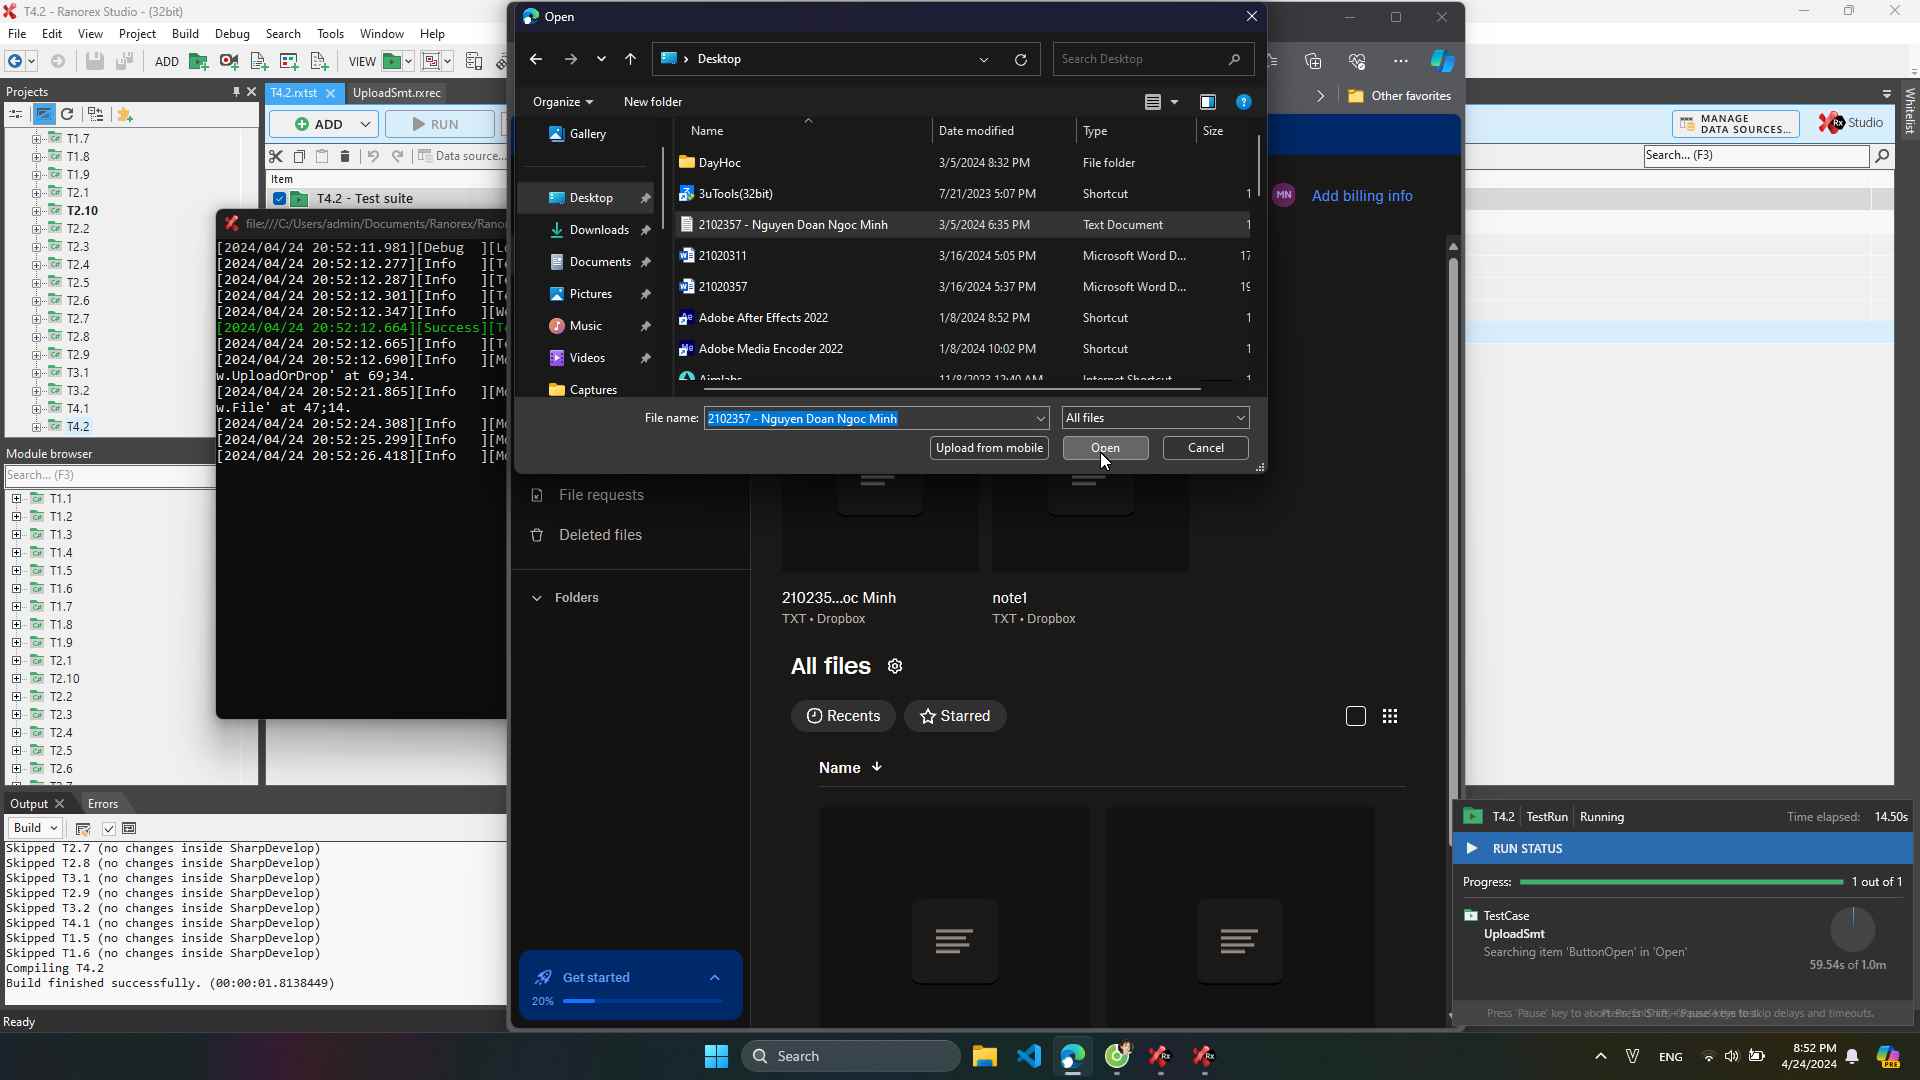 T4.2 - Ranorex Studio - (32bit)
File Edit View Project Build Debug Search Tools Window Help
ADD VIEW
Projects
T4.2.rxtst UploadSmt.rxrec
ADD RUN
Data source...
Item
T4.2 - Test suite
T1.7
T1.8
T1.9
T2.1
T2.10
T2.2
T2.3
T2.4
T2.5
T2.6
T2.7
T2.8
T2.9
T3.1
T3.2
T4.1
T4.2
Module browser
Search... (F3)
T1.1
T1.2
T1.3
T1.4
T1.5
T1.6
T1.7
T1.8
T1.9
T2.1
T2.10
T2.2
T2.3
T2.4
T2.5
T2.6
file:///C:/Users/admin/Documents/Ranorex/Rano
[2024/04/24 20:52:11.981][Debug ][L
[2024/04/24 20:52:12.277][Info ][T
[2024/04/24 20:52:12.287][Info ][T
[2024/04/24 20:52:12.301][Info ][T
[2024/04/24 20:52:12.347][Info ][W
[2024/04/24 20:52:12.664][Success][T
[2024/04/24 20:52:12.665][Info ][T
[2024/04/24 20:52:12.690][Info ][M
w.UploadOrDrop' at 69;34.
[2024/04/24 20:52:21.865][Info ][M
w.File' at 47;14.
[2024/04/24 20:52:24.308][Info ][M
[2024/04/24 20:52:25.299][Info ][M
[2024/04/24 20:52:26.418][Info ][M
Output Errors
Build
Skipped T2.7 (no changes inside SharpDevelop)
Skipped T2.8 (no changes inside SharpDevelop)
Skipped T3.1 (no changes inside SharpDevelop)
Skipped T2.9 (no changes inside SharpDevelop)
Skipped T3.2 (no changes inside SharpDevelop)
Skipped T4.1 (no changes inside SharpDevelop)
Skipped T1.5 (no changes inside SharpDevelop)
Skipped T1.6 (no changes inside SharpDevelop)
Compiling T4.2
Build finished successfully. (00:00:01.8138449)
Ready
Open
Desktop
Search Desktop
Organize New folder
Gallery
Desktop
Downloads
Documents
Pictures
Music
Videos
Captures
Name Date modified Type Size
DayHoc 3/5/2024 8:32 PM File folder
3uTools(32bit) 7/21/2023 5:07 PM Shortcut 1
2102357 - Nguyen Doan Ngoc Minh 3/5/2024 6:35 PM Text Document 1
21020311 3/16/2024 5:05 PM Microsoft Word D... 17
21020357 3/16/2024 5:37 PM Microsoft Word D... 19
Adobe After Effects 2022 1/8/2024 8:52 PM Shortcut 1
Adobe Media Encoder 2022 1/8/2024 10:02 PM Shortcut 1
Aimlabs 11/8/2023 12:40 AM Internet Shortcut 1
File name: 2102357 - Nguyen Doan Ngoc Minh All files
Upload from mobile Open Cancel
Other favorites
MN Add billing info
File requests
Deleted files
Folders
210235...oc Minh
TXT • Dropbox
note1
TXT • Dropbox
All files
Recents Starred
Name
Get started
20%
MANAGE
DATA SOURCES...
Rx Studio
Whitelist
Search... (F3)
T4.2 TestRun Running Time elapsed: 14.50s
RUN STATUS
Progress: 1 out of 1
TestCase
UploadSmt
Searching item 'ButtonOpen' in 'Open'
59.54s of 1.0m
Search
V ENG
8:52 PM
4/24/2024
PRE